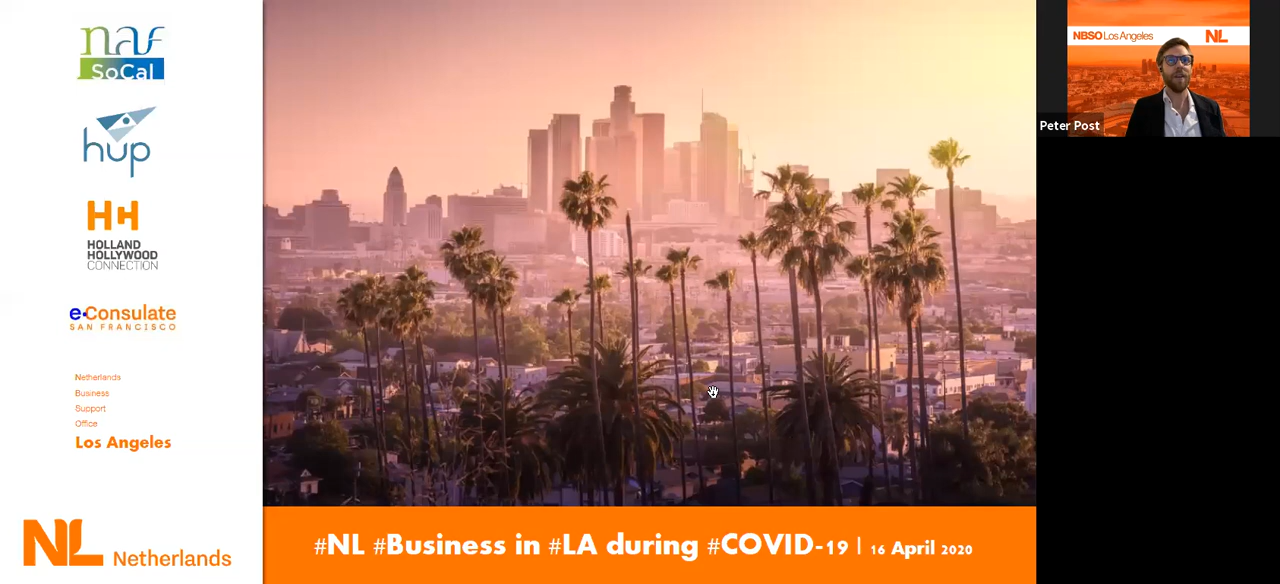 naf
SoCal
hup
HH
HOLLAND
HOLLYWOOD
CONNECTION
e-Consulate
SAN FRANCISCO
Netherlands
Business
Support
Office
Los Angeles
NL Netherlands
#NL #Business in #LA during #COVID-19 | 16 April 2020
NBSO Los Angeles NL
Peter Post